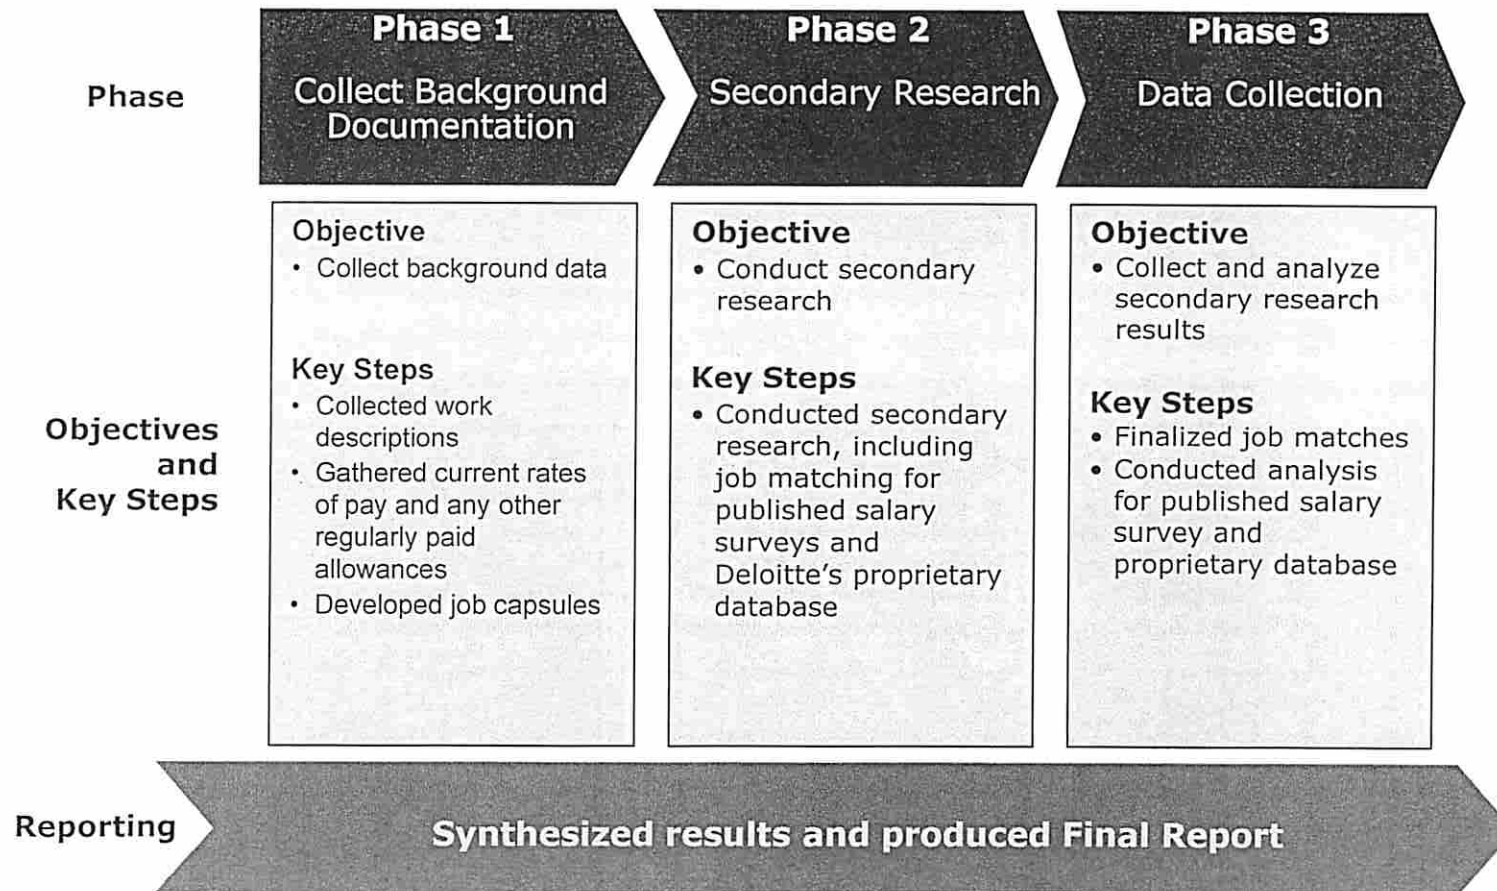 Phase
Phase 1
Collect Background
Documentation
Phase 2
Secondary Research
Phase 3
Data Collection
Objectives
and
Key Steps
Objective
• Collect background data
Key Steps
• Collected work
descriptions
• Gathered current rates
of pay and any other
regularly paid
allowances
• Developed job capsules
Objective
• Conduct secondary
research
Key Steps
• Conducted secondary
research, including
job matching for
published salary
surveys and
Deloitte's proprietary
database
Objective
• Collect and analyze
secondary research
results
Key Steps
• Finalized job matches
• Conducted analysis
for published salary
survey and
proprietary database
Reporting
Synthesized results and produced Final Report